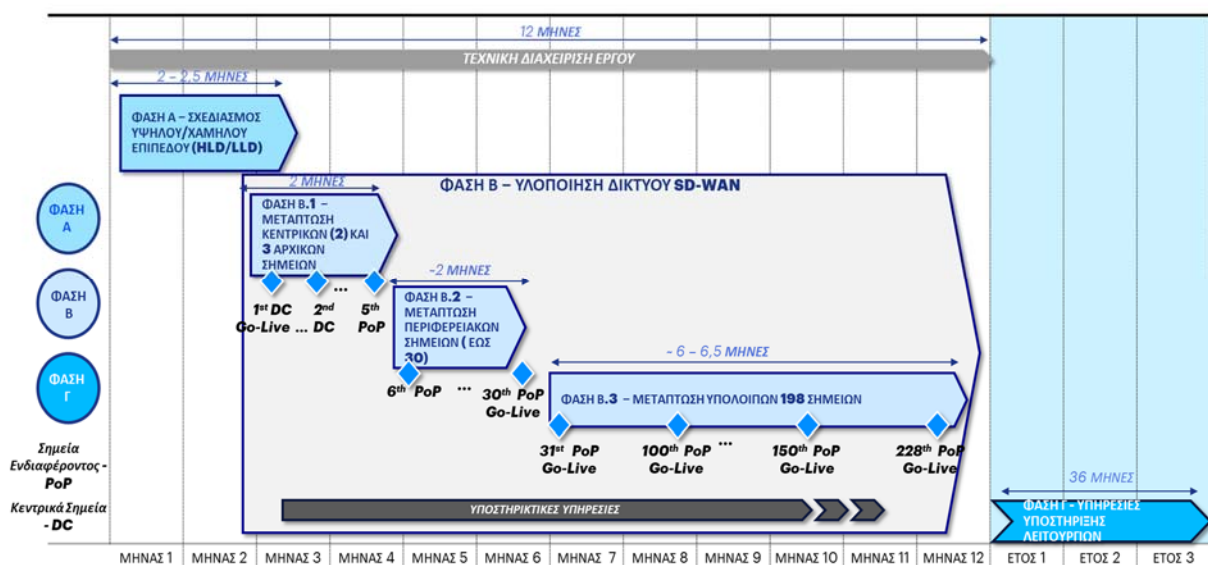 12 ΜΗΝΕΣ
ΤΕΧΝΙΚΗ ΔΙΑΧΕΙΡΙΣΗ ΕΡΓΟΥ
2 – 2,5 ΜΗΝΕΣ
ΦΑΣΗ Α – ΣΧΕΔΙΑΣΜΟΣ
ΥΨΗΛΟΥ/ΧΑΜΗΛΟΥ
ΕΠΙΠΕΔΟΥ (HLD/LLD)
ΦΑΣΗ Β – ΥΛΟΠΟΙΗΣΗ ΔΙΚΤΥΟΥ SD-WAN
2 ΜΗΝΕΣ
ΦΑΣΗ
Α
ΦΑΣΗ Β.1 –
ΜΕΤΑΠΤΩΣΗ
ΚΕΝΤΡΙΚΩΝ (2) ΚΑΙ
3 ΑΡΧΙΚΩΝ
ΣΗΜΕΙΩΝ
1st DC
Go-Live
...
2nd
DC
...
5th
PoP
ΦΑΣΗ
Β
~2 ΜΗΝΕΣ
ΦΑΣΗ Β.2 –
ΜΕΤΑΠΤΩΣΗ
ΠΕΡΙΦΕΡΕΙΑΚΩΝ
ΣΗΜΕΙΩΝ ( ΕΩΣ
30)
6th PoP
...
30th PoP
Go-Live
ΦΑΣΗ
Γ
~ 6 – 6,5 ΜΗΝΕΣ
ΦΑΣΗ Β.3 – ΜΕΤΑΠΤΩΣΗ ΥΠΟΛΟΙΠΩΝ 198 ΣΗΜΕΙΩΝ
31st PoP
Go-Live
100th PoP
Go-Live
...
150th PoP
Go-Live
228th PoP
Go-Live
Σημεία
Ενδιαφέροντος -
PoP
Κεντρικά Σημεία
- DC
ΥΠΟΣΤΗΡΙΚΤΙΚΕΣ ΥΠΗΡΕΣΙΕΣ
36 ΜΗΝΕΣ
ΦΑΣΗ Γ - ΥΠΗΡΕΣΙΕΣ
ΥΠΟΣΤΗΡΙΞΗΣ
ΛΕΙΤΟΥΡΓΙΩΝ
ΜΗΝΑΣ 1 ΜΗΝΑΣ 2 ΜΗΝΑΣ 3 ΜΗΝΑΣ 4 ΜΗΝΑΣ 5 ΜΗΝΑΣ 6 ΜΗΝΑΣ 7 ΜΗΝΑΣ 8 ΜΗΝΑΣ 9 ΜΗΝΑΣ 10 ΜΗΝΑΣ 11 ΜΗΝΑΣ 12 ΕΤΟΣ 1 ΕΤΟΣ 2 ΕΤΟΣ 3